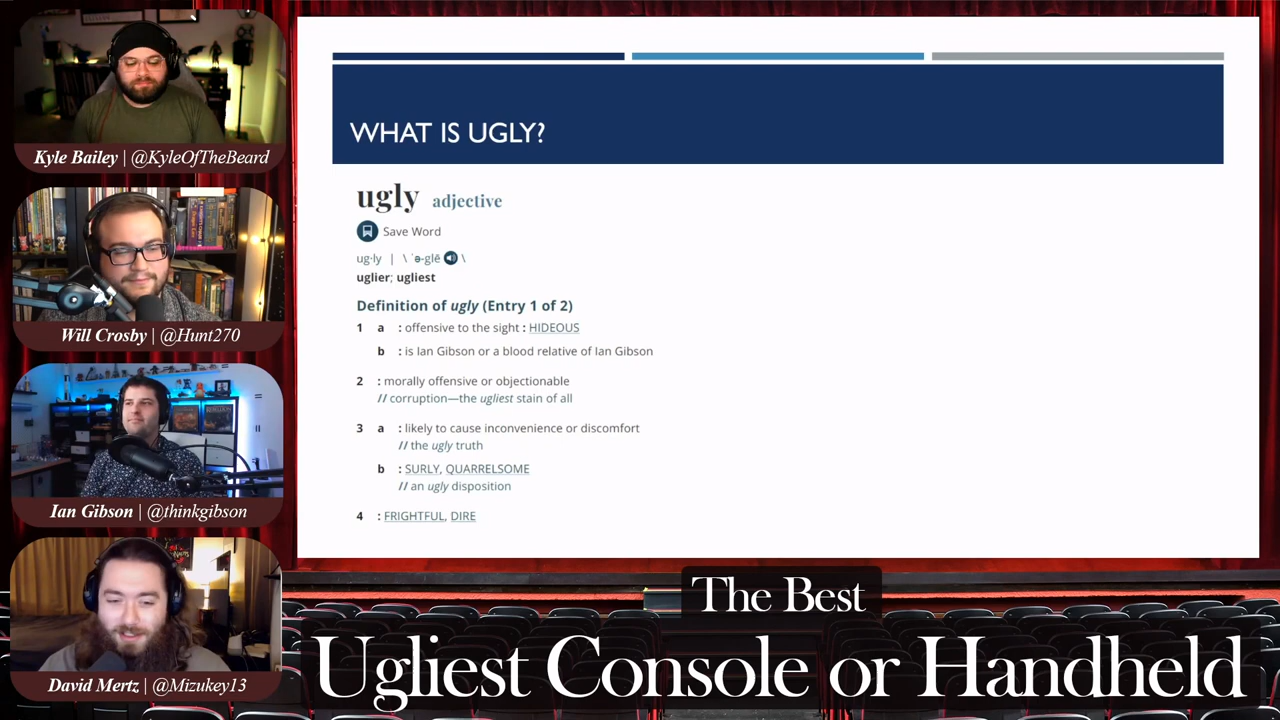 Kyle Bailey | @KyleOfTheBeard
Will Crosby | @Hunt270
Ian Gibson | @thinkgibson
David Mertz | @Mizukey13
WHAT IS UGLY?
ugly adjective
Save Word
ug·ly | \ ˈə-glē \
uglier; ugliest
Definition of ugly (Entry 1 of 2)
1 a : offensive to the sight : HIDEOUS
b : is Ian Gibson or a blood relative of Ian Gibson
2 : morally offensive or objectionable
// corruption—the ugliest stain of all
3 a : likely to cause inconvenience or discomfort
// the ugly truth
b : SURLY, QUARRELSOME
// an ugly disposition
4 : FRIGHTFUL, DIRE
The Best
Ugliest Console or Handheld